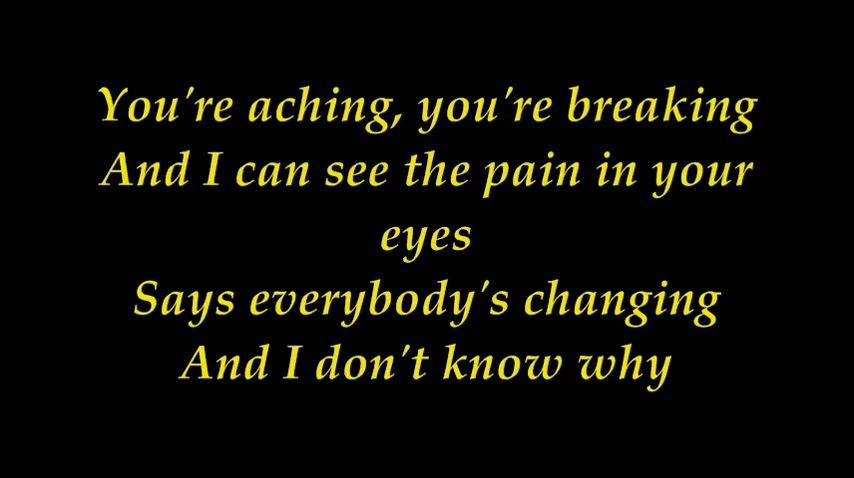 You're aching, you're breaking
And I can see the pain in your
eyes
Says everybody's changing
And I don't know why